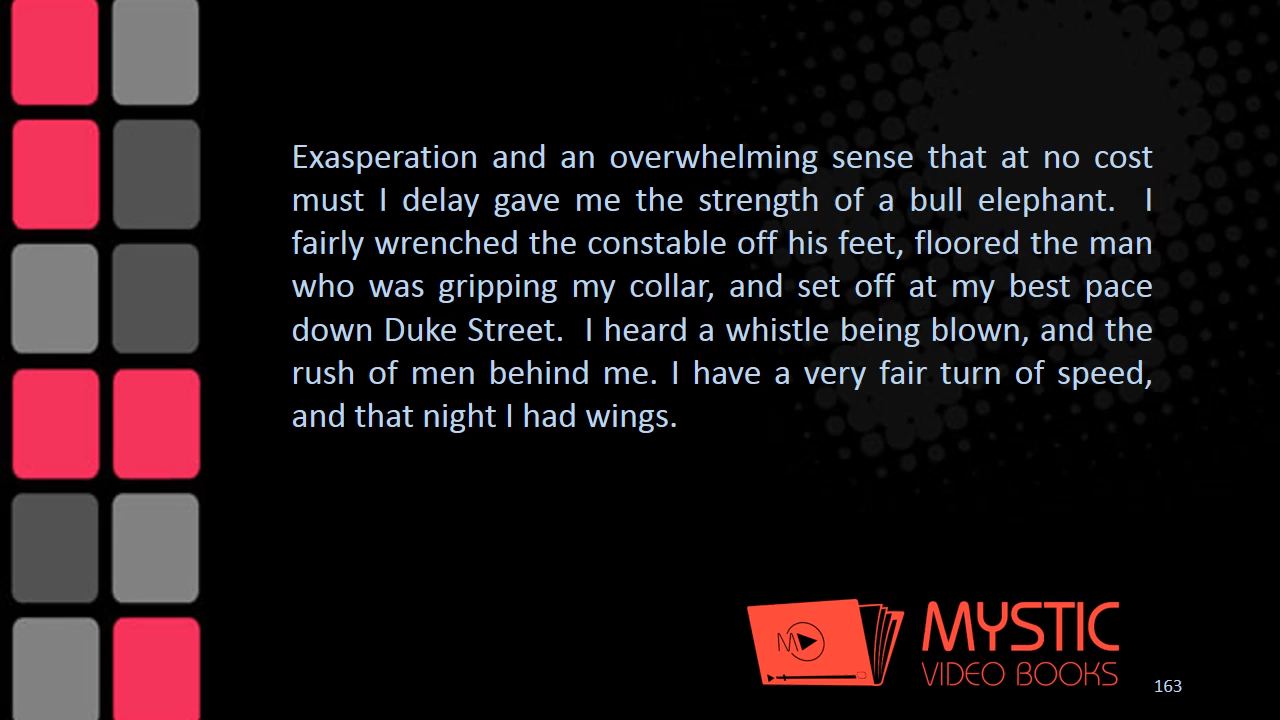 Exasperation and an overwhelming sense that at no cost
must I delay gave me the strength of a bull elephant.  I
fairly wrenched the constable off his feet, floored the man
who was gripping my collar, and set off at my best pace
down Duke Street.  I heard a whistle being blown, and the
rush of men behind me. I have a very fair turn of speed,
and that night I had wings.
M
MYSTIC
VIDEO BOOKS
163